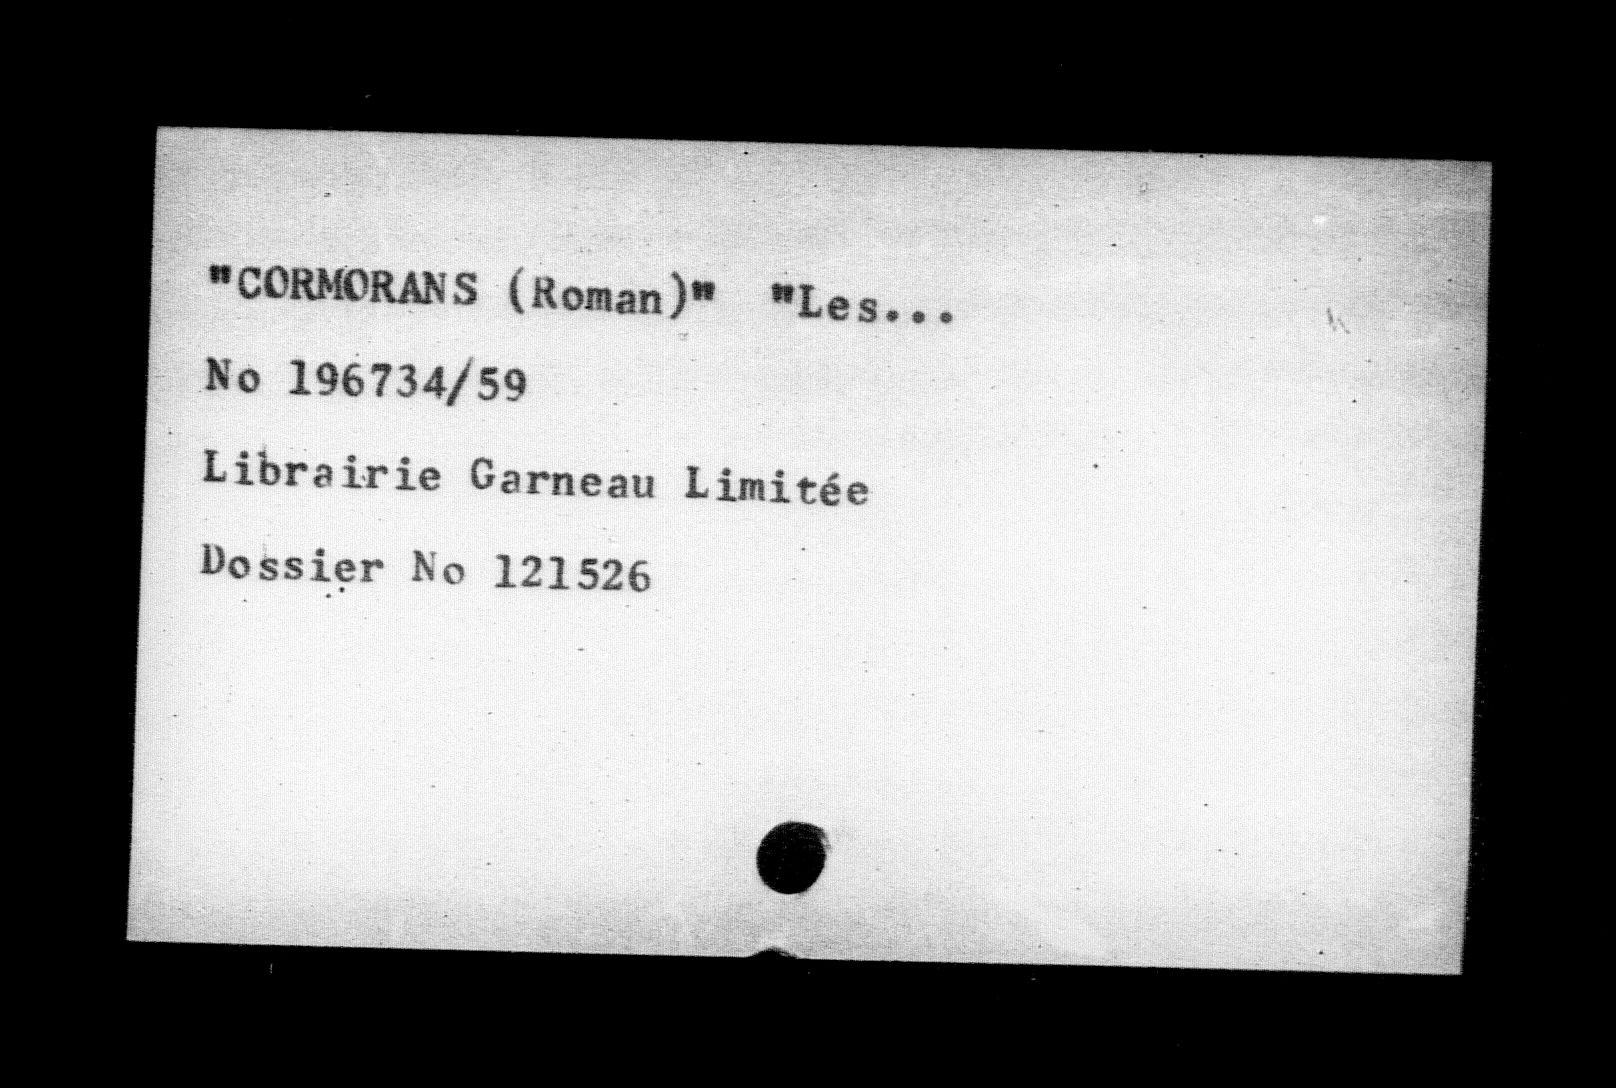 "CORMORANS (Roman)" "Les...
No 196734/59
Librairie Garneau Limitée
Dossier No 121526